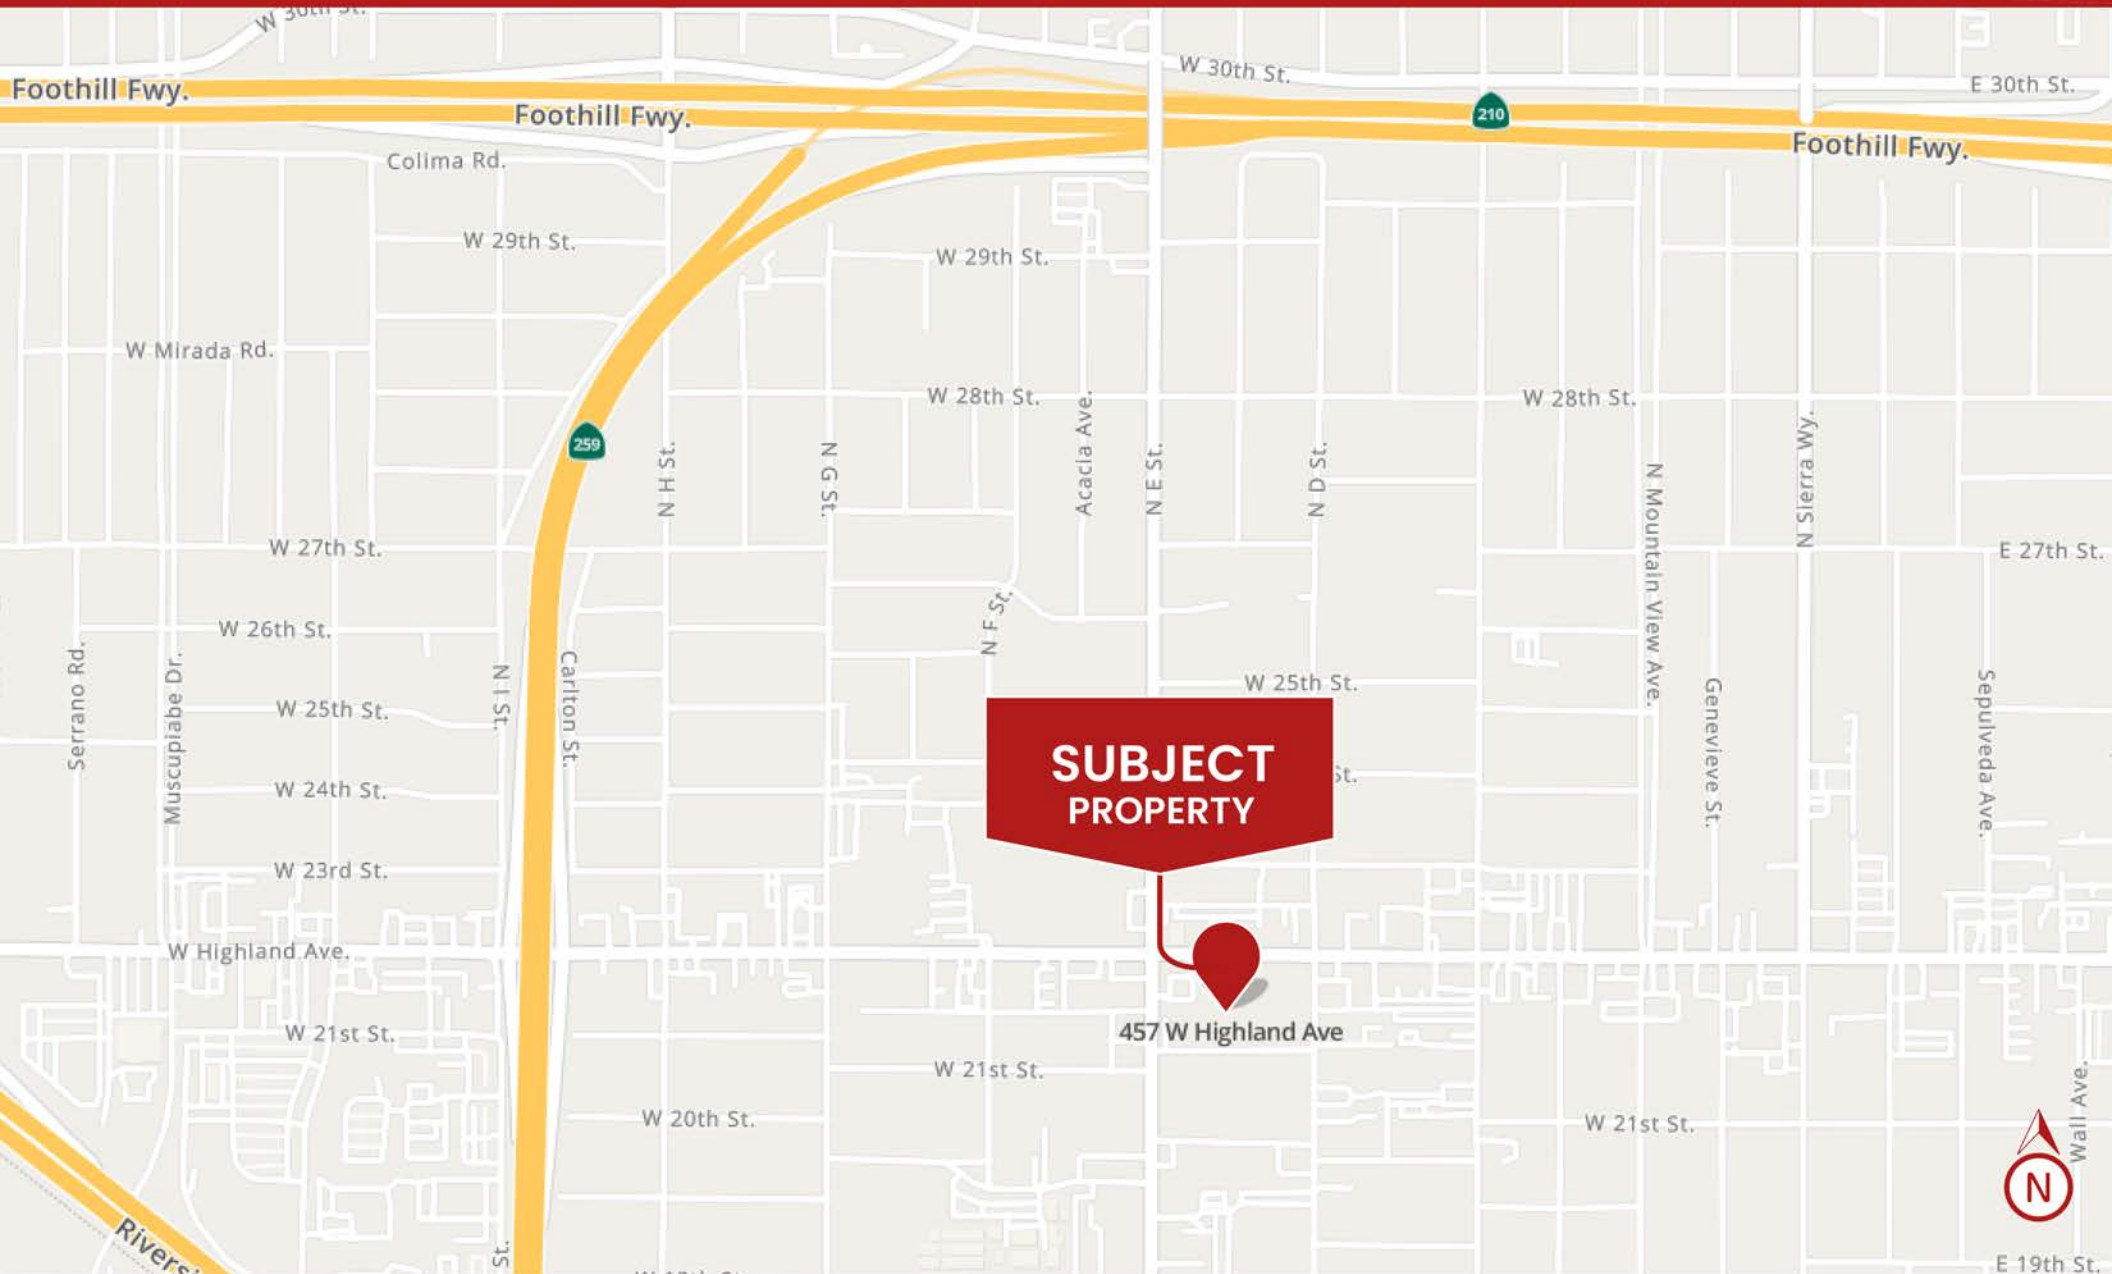 W 30th St.
Foothill Fwy.
Foothill Fwy.
W 30th St.
210
E 30th St.
Foothill Fwy.
Colima Rd.
W 29th St.
W 29th St.
W Mirada Rd.
W 28th St.
W 28th St.
259
N H St.
N G St.
Acacia Ave.
N E St.
N D St.
N Mountain View Ave.
N Sierra Wy.
W 27th St.
E 27th St.
W 26th St.
N F St.
Serrano Rd.
Muscupiabe Dr.
N I St.
Carlton St.
W 25th St.
W 25th St.
Genevieve St.
Sepulveda Ave.
SUBJECT
PROPERTY
St.
W 24th St.
W 23rd St.
W Highland Ave.
457 W Highland Ave
W 21st St.
W 21st St.
W 20th St.
W 21st St.
Wall Ave.
N
St.
E 19th St.